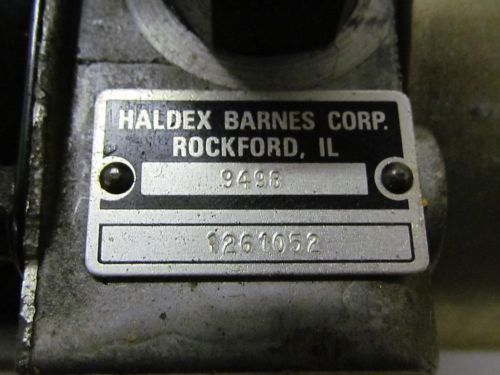 HALDEX BARNES CORP.
ROCKFORD, IL
9498
1261052